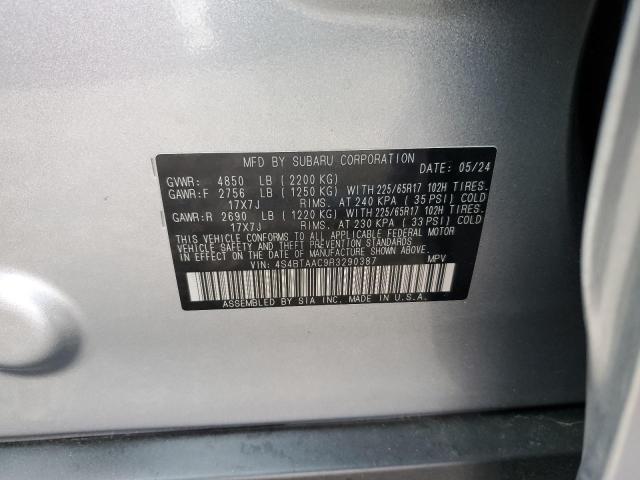 MFD BY SUBARU CORPORATION
DATE: 05/24
GVWR: 4850 LB (2200 KG)
GAWR:F 2756 LB (1250 KG) WITH 225/65R17 102H TIRES.
17X7J RIMS. AT 240 KPA (35 PSI) COLD
GAWR:R 2690 LB (1220 KG) WITH 225/65R17 102H TIRES.
17X7J RIMS. AT 230 KPA (33 PSI) COLD
THIS VEHICLE CONFORMS TO ALL APPLICABLE FEDERAL MOTOR
VEHICLE SAFETY AND THEFT PREVENTION STANDARDS
IN EFFECT ON THE DATE OF MANUFACTURE SHOWN ABOVE.
VIN: 4S4BTAAC9R3290387 MPV
ASSEMBLED BY SIA INC. MADE IN U.S.A.